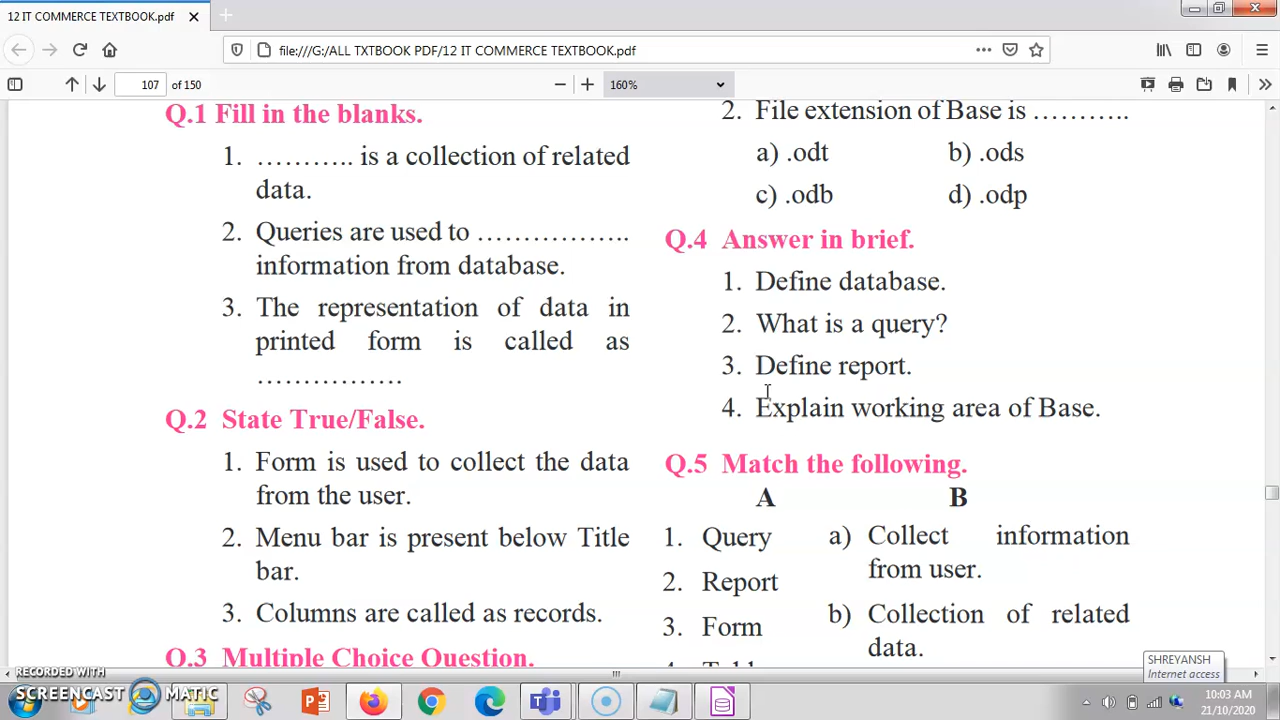 12 IT COMMERCE TEXTBOOK.pdf
file:///G:/ALL TXTBOOK PDF/12 IT COMMERCE TEXTBOOK.pdf
107 of 150
160%
Q.1 Fill in the blanks.
1. ……….. is a collection of related
data.
2. Queries are used to ……………..
information from database.
3. The representation of data in
printed form is called as
…………….
Q.2 State True/False.
1. Form is used to collect the data
from the user.
2. Menu bar is present below Title
bar.
3. Columns are called as records.
Q.3 Multiple Choice Question.
2. File extension of Base is ………..
a) .odt b) .ods
c) .odb d) .odp
Q.4 Answer in brief.
1. Define database.
2. What is a query?
3. Define report.
4. Explain working area of Base.
Q.5 Match the following.
A B
1. Query a) Collect information
from user.
2. Report
3. Form b) Collection of related
data.
RECORDED WITH
SCREENCAST MATIC
SHREYANSH
Internet access
10:03 AM
21/10/2020